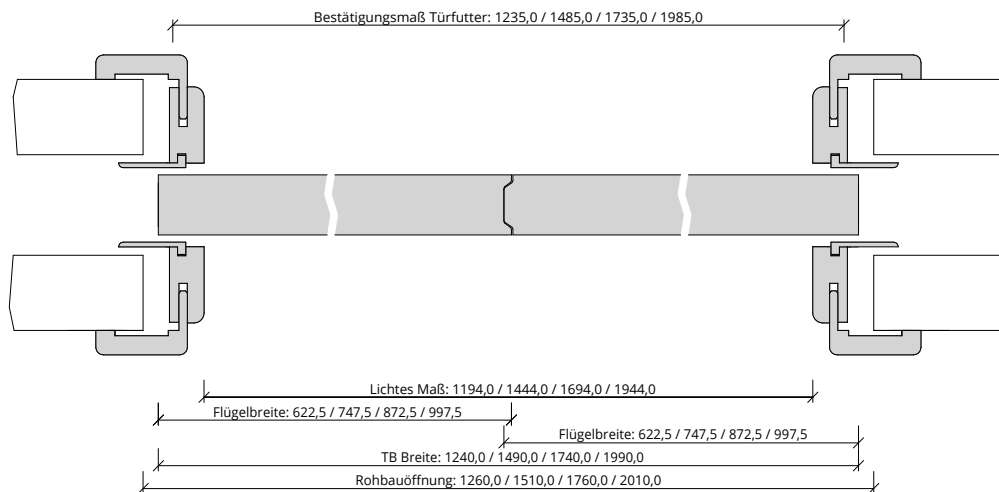 Bestätigungsmaß Türfutter: 1235,0 / 1485,0 / 1735,0 / 1985,0
Lichtes Maß: 1194,0 / 1444,0 / 1694,0 / 1944,0
Flügelbreite: 622,5 / 747,5 / 872,5 / 997,5
Flügelbreite: 622,5 / 747,5 / 872,5 / 997,5
TB Breite: 1240,0 / 1490,0 / 1740,0 / 1990,0
Rohbauöffnung: 1260,0 / 1510,0 / 1760,0 / 2010,0